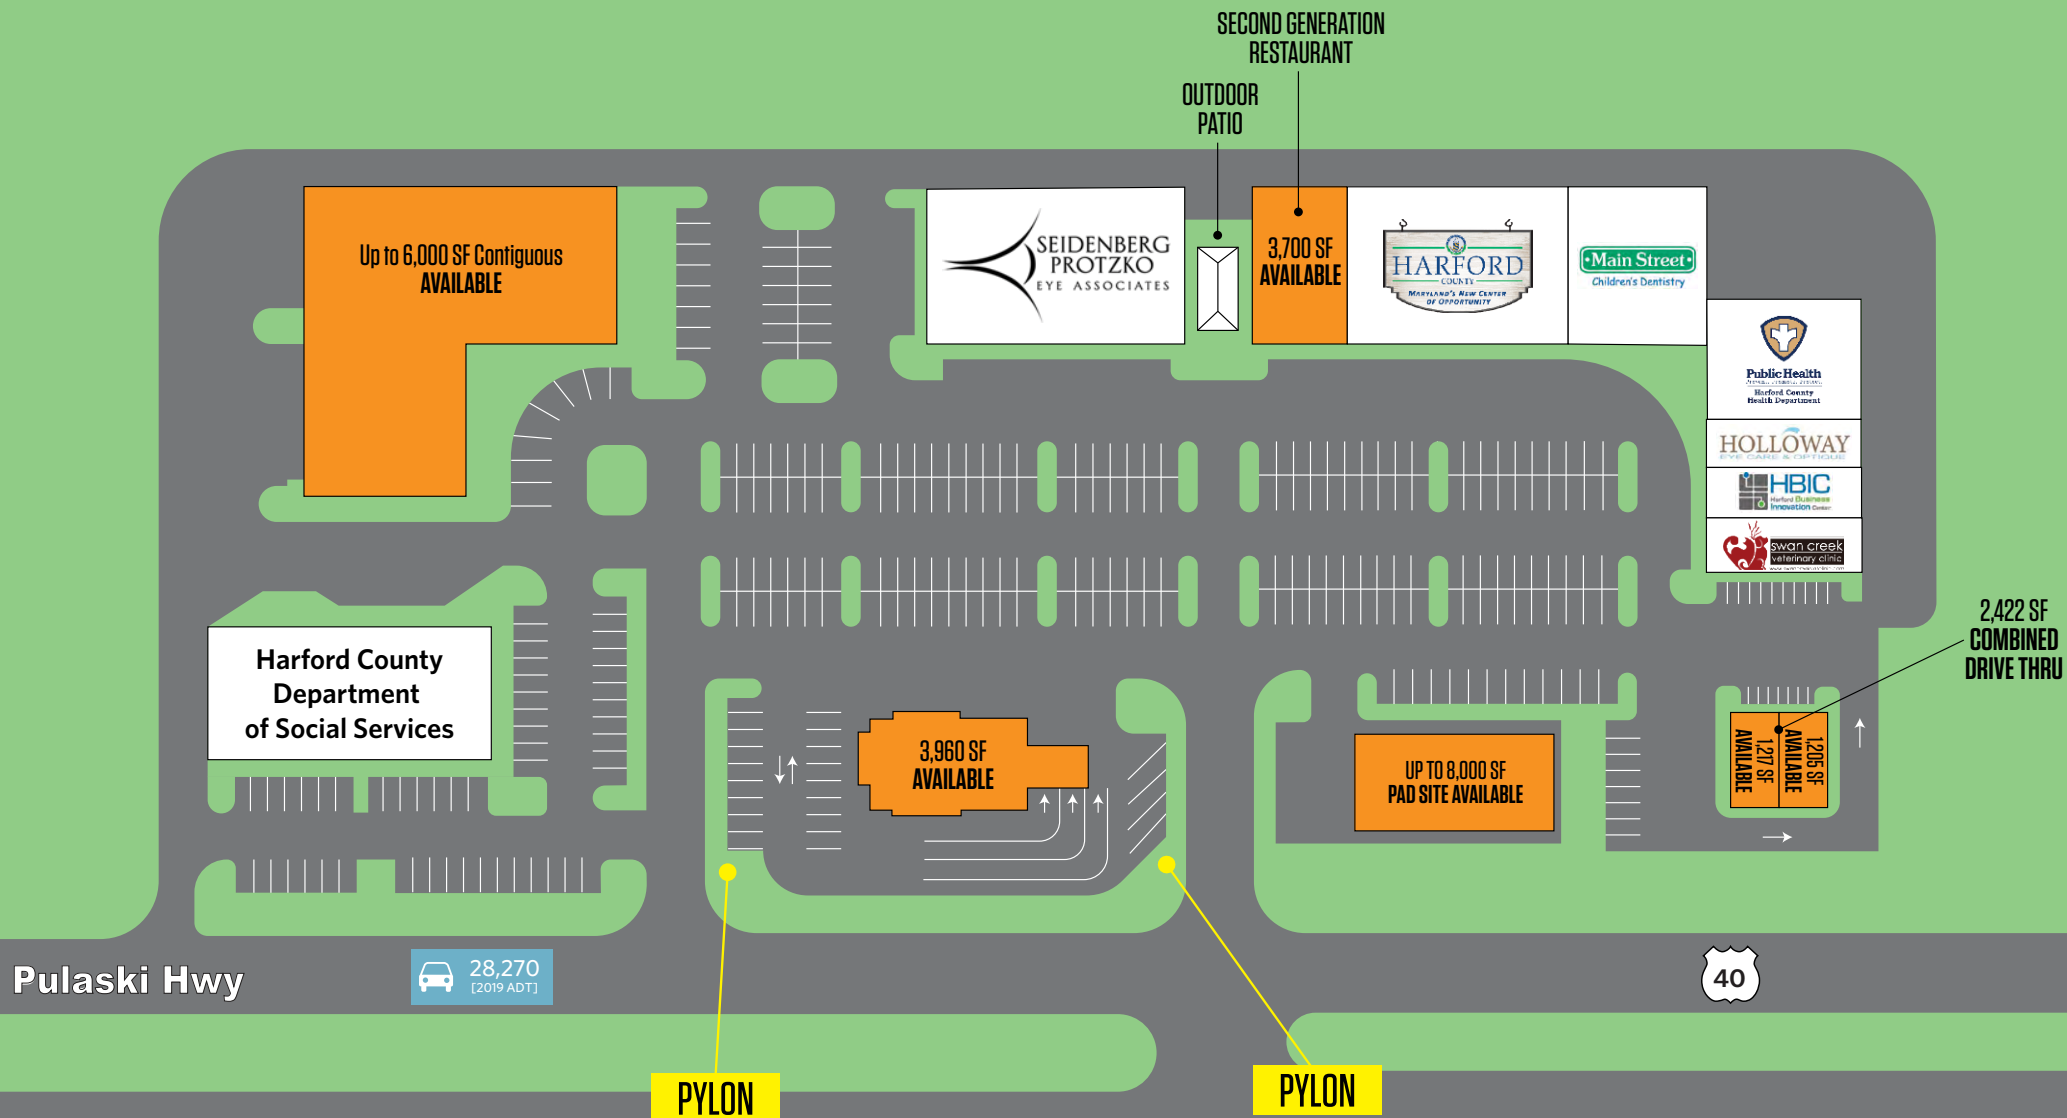 SECOND GENERATION
RESTAURANT
OUTDOOR
PATIO
Up to 6,000 SF Contiguous
AVAILABLE
SEIDENBERG
PROTZKO
EYE ASSOCIATES
3,700 SF
AVAILABLE
HARFORD
COUNTY
MARYLAND'S NEW CENTER
OF OPPORTUNITY
Main Street
Children's Dentistry
Public Health
Harford County
Health Department
HOLLOWAY
EYE CARE & OPTIQUE
HBIC
Harford Business
Innovation Center
swan creek
veterinary clinic
2,422 SF
COMBINED
DRIVE THRU
Harford County
Department
of Social Services
3,960 SF
AVAILABLE
UP TO 8,000 SF
PAD SITE AVAILABLE
1,205 SF
AVAILABLE
1,217 SF
AVAILABLE
Pulaski Hwy
28,270
[2019 ADT]
40
PYLON
PYLON